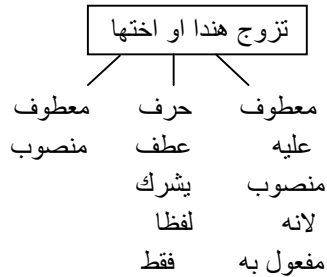 تزوج هندا او اختها
معطوف حرف معطوف
عليه عطف منصوب
منصوب يشرك
لانه لفظا
مفعول به فقط